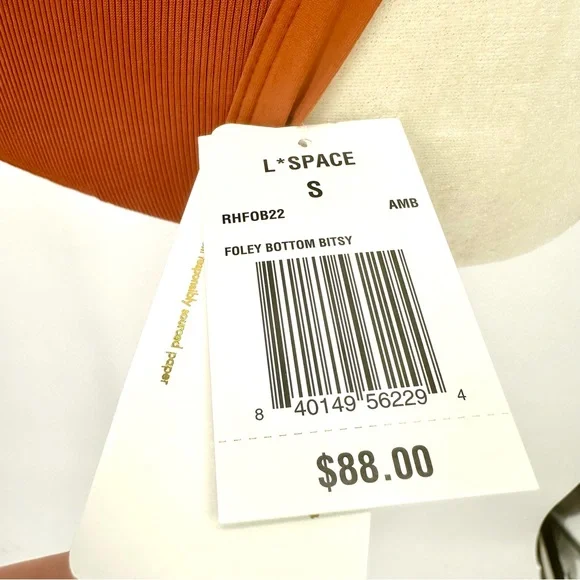 L*SPACE
S
RHFOB22 AMB
FOLEY BOTTOM BITSY
8 40149 56229 4
$88.00
responsibly sourced paper